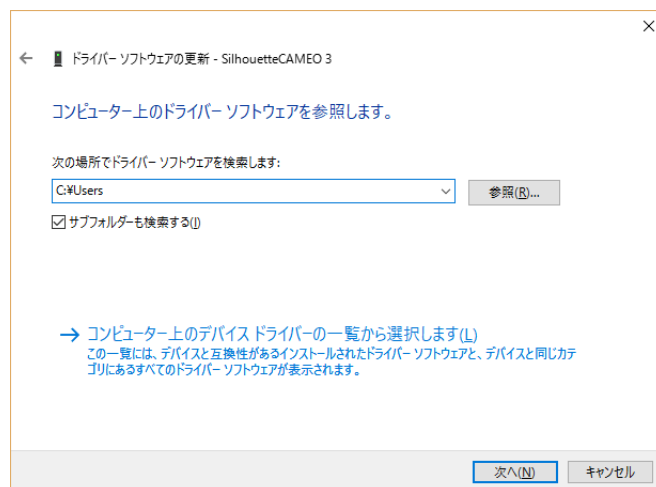 ドライバー ソフトウェアの更新 - SilhouetteCAMEO 3
コンピューター上のドライバー ソフトウェアを参照します。
次の場所でドライバー ソフトウェアを検索します:
C:¥Users
参照(R)...
サブフォルダーも検索する(I)
コンピューター上のデバイス ドライバーの一覧から選択します(L)
この一覧には、デバイスと互換性があるインストールされたドライバー ソフトウェアと、デバイスと同じカテ
ゴリにあるすべてのドライバー ソフトウェアが表示されます。
次へ(N)
キャンセル